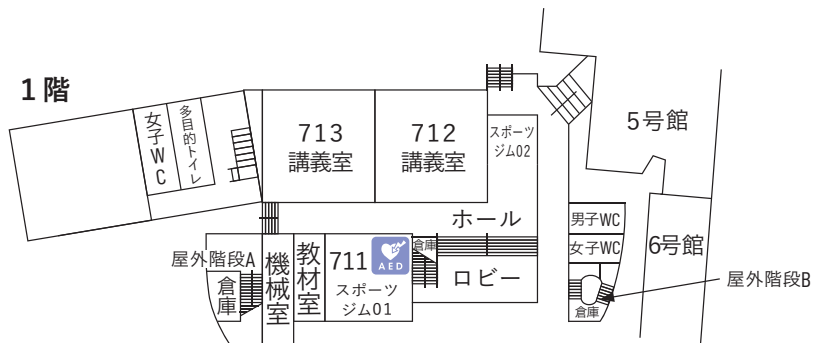 1階
女子WC
多目的トイレ
713
講義室
712
講義室
スポーツ
ジム02
5号館
ホール
男子WC
女子WC
6号館
屋外階段A
倉庫
機械室
教材室
711
AED
スポーツ
ジム01
倉庫
ロビー
屋外階段B
倉庫